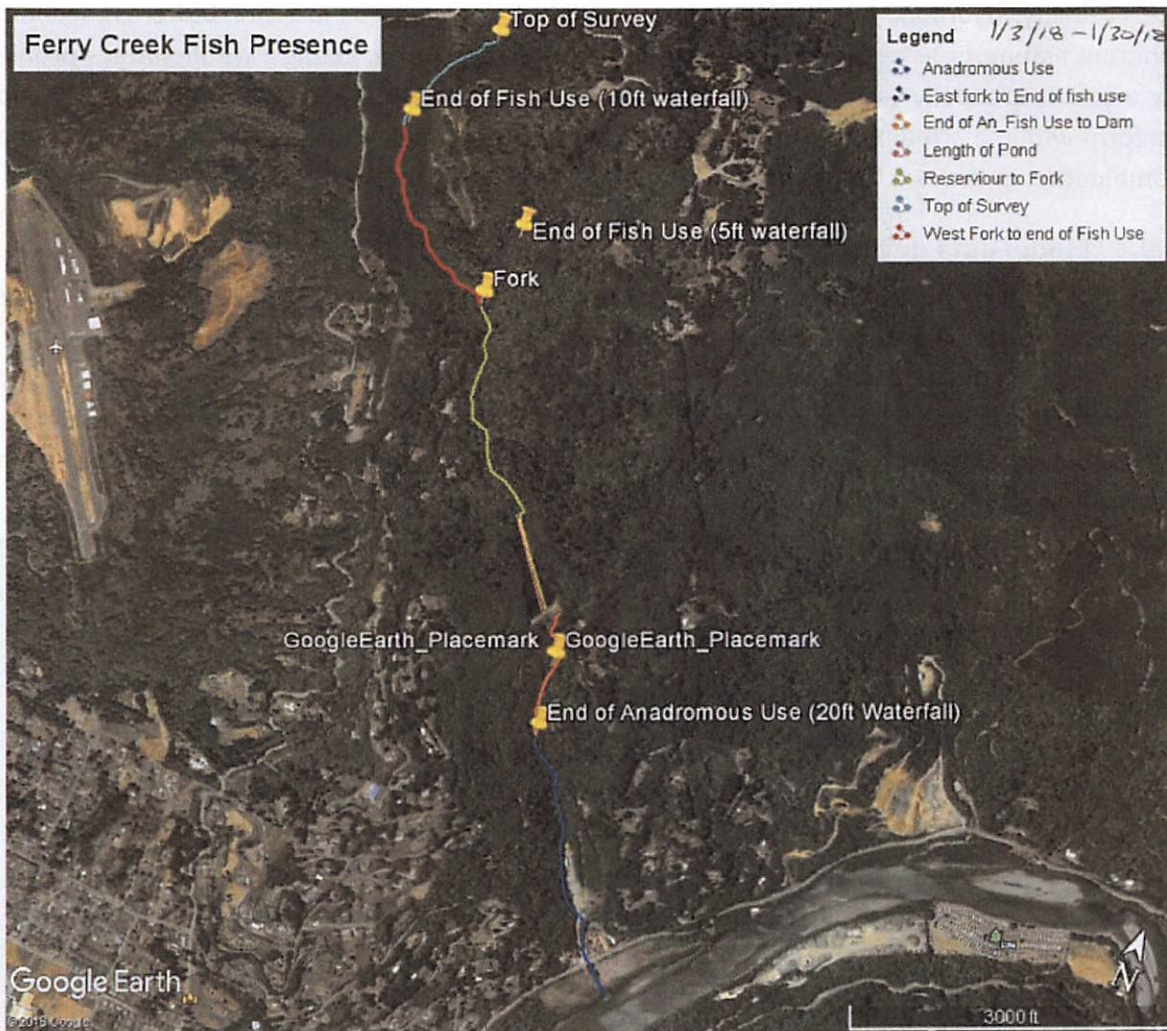 Ferry Creek Fish Presence
Top of Survey
Legend 1/3/18 - 1/30/18
Anadromous Use
East fork to End of fish use
End of An_Fish Use to Dam
Length of Pond
Reserviour to Fork
Top of Survey
West Fork to end of Fish Use
End of Fish Use (10ft waterfall)
End of Fish Use (5ft waterfall)
Fork
GoogleEarth_Placemark
GoogleEarth_Placemark
End of Anadromous Use (20ft Waterfall)
Google Earth
N
3000 ft